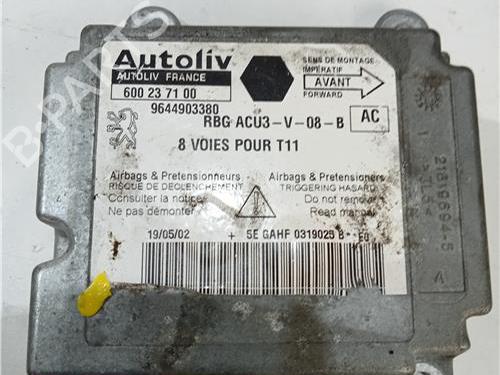 Autoliv
AUTOLIV FRANCE
600 23 71 00
9644903380
SENS DE MONTAGE
IMPÉRATIF
AVANT
FORWARD
RBG ACU3-V-08-B
AC
8 VOIES POUR T11
Airbags & Pretensionneurs
RISQUE DE DECLENCHEMENT
Consulter la notice
Ne pas démonter
Airbags & Pretensioners
TRIGGERING HASARD
Do not remove
Read manual
19/05/02 + 5E GAHF 0319025 B
B-Parts